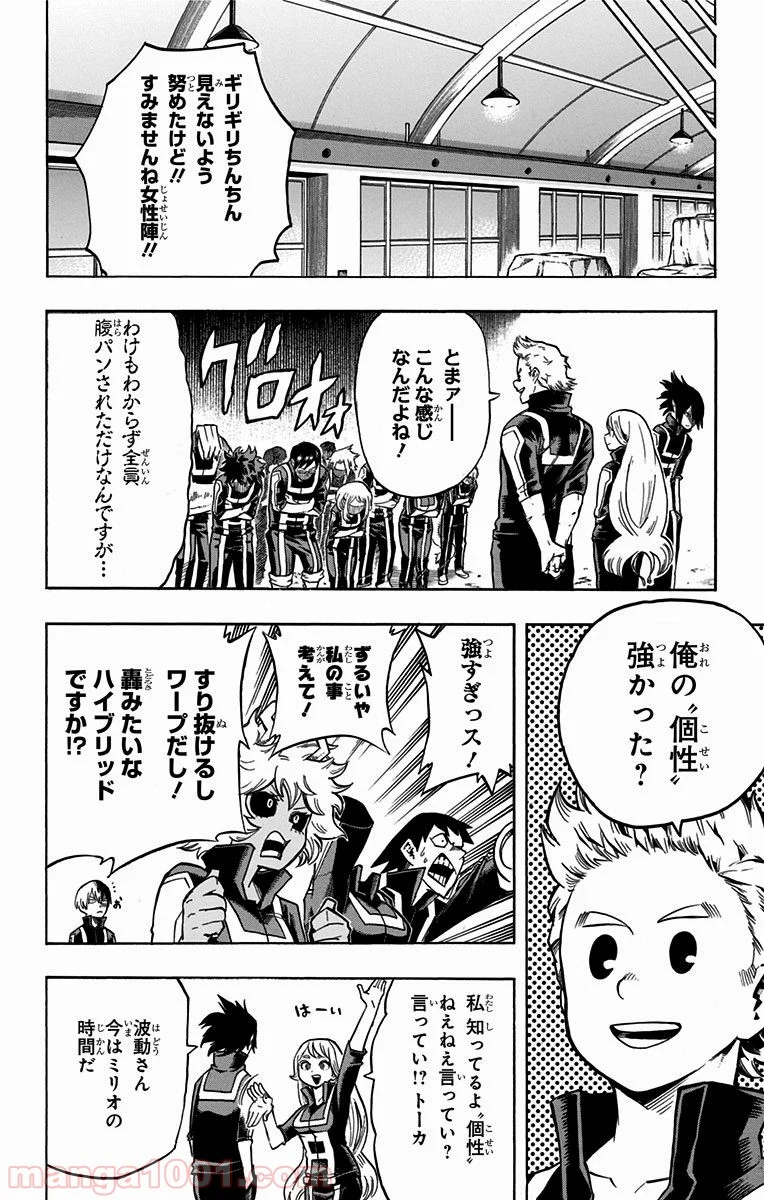 ギリギリちんちん
見えないよう
努めたけど!!
すみませんね女性陣!!
とまァ——
こんな感じ
なんだよね!
グロォォ
わけもわからず全員
腹パンされただけなんですが…
俺の〝個性〟
強かった?
強すぎっス!
ずるいや
私の事
考えて!
すり抜けるし
ワープだし!
轟みたいな
ハイブリッド
ですか!?
お
私 知ってるよ〝個性〟
ねえねえ言ってい?
言ってい!?トーカ
はーい
波動さん
今はミリオの
時間だ
manga1001.com